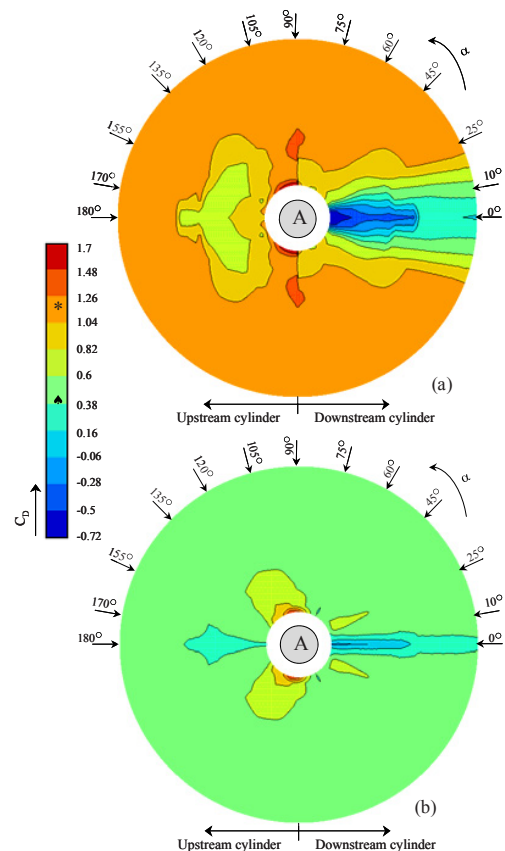 105° 90° 75°
120° 60°
135° α
45°
155° 25°
170° 10°
A
180° 0°
1.7
1.48
1.26
*
1.04
0.82
0.6
♠
0.38
0.16
-0.06
-0.28
-0.5
-0.72
C_D
(a)
Upstream cylinder Downstream cylinder
105° 90° 75°
120° 60°
135° α
45°
155° 25°
170° 10°
A
180° 0°
(b)
Upstream cylinder Downstream cylinder